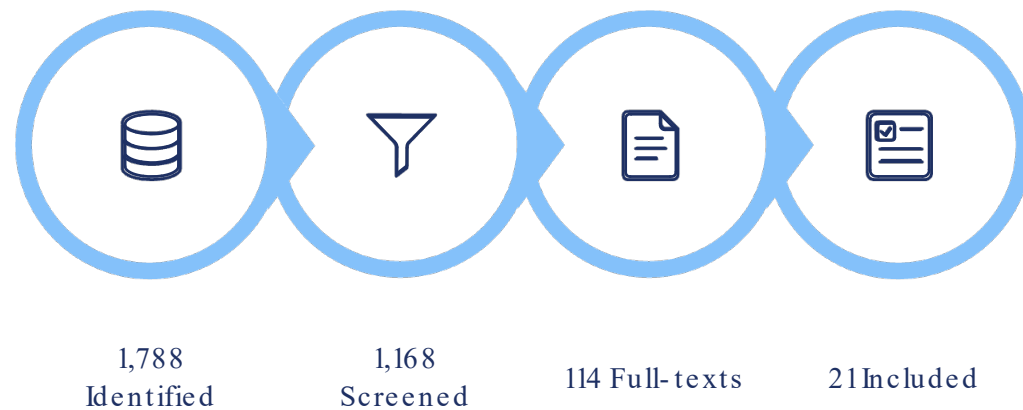 1,788
Identified
1,168
Screened
114 Full-texts
21 Included